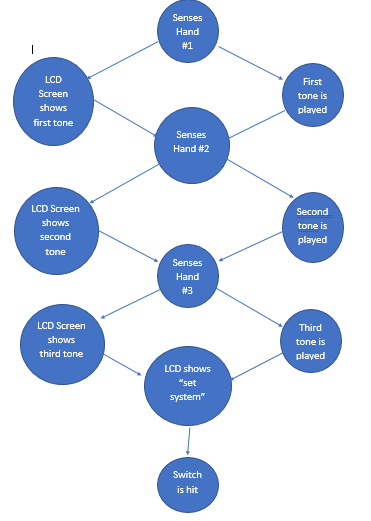 Senses
Hand
#1
LCD
Screen
shows
first tone
First
tone is
played
Senses
Hand #2
LCD Screen
shows
second
tone
Second
tone is
played
Senses
Hand
#3
LCD Screen
shows
third tone
Third
tone is
played
LCD shows
“set
system”
Switch
is hit